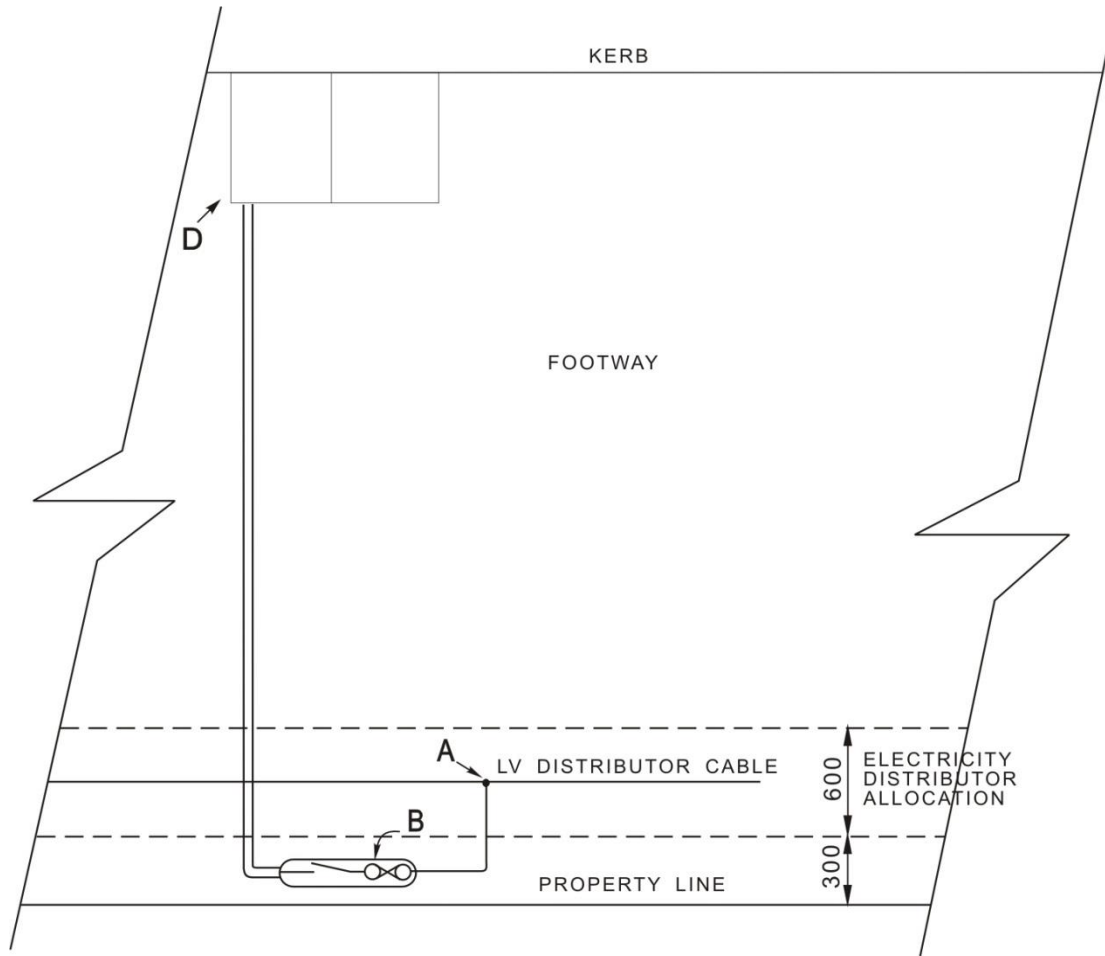 KERB
D
FOOTWAY
A
LV DISTRIBUTOR CABLE
600
ELECTRICITY
DISTRIBUTOR
ALLOCATION
B
300
PROPERTY LINE